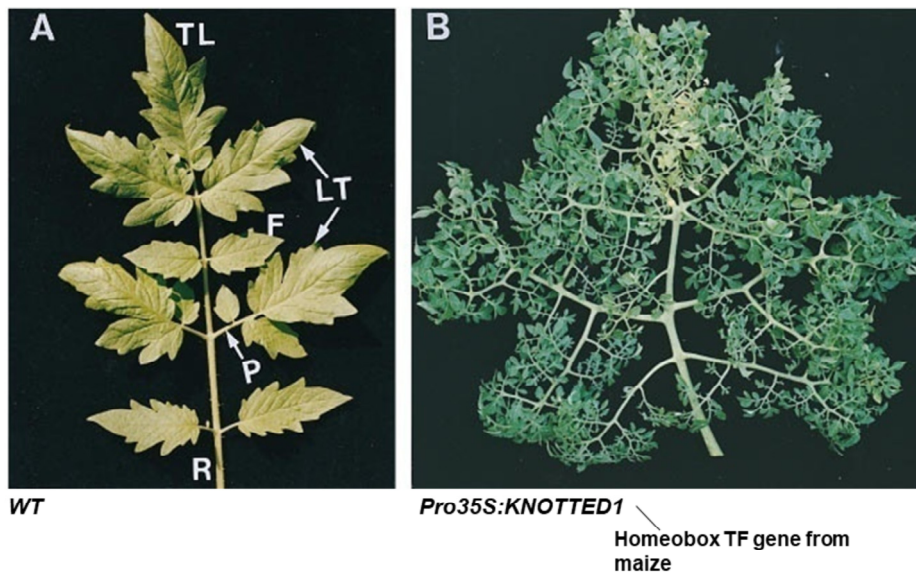 A
TL
LT
F
P
R
B
WT
Pro35S:KNOTTED1
Homeobox TF gene from
maize